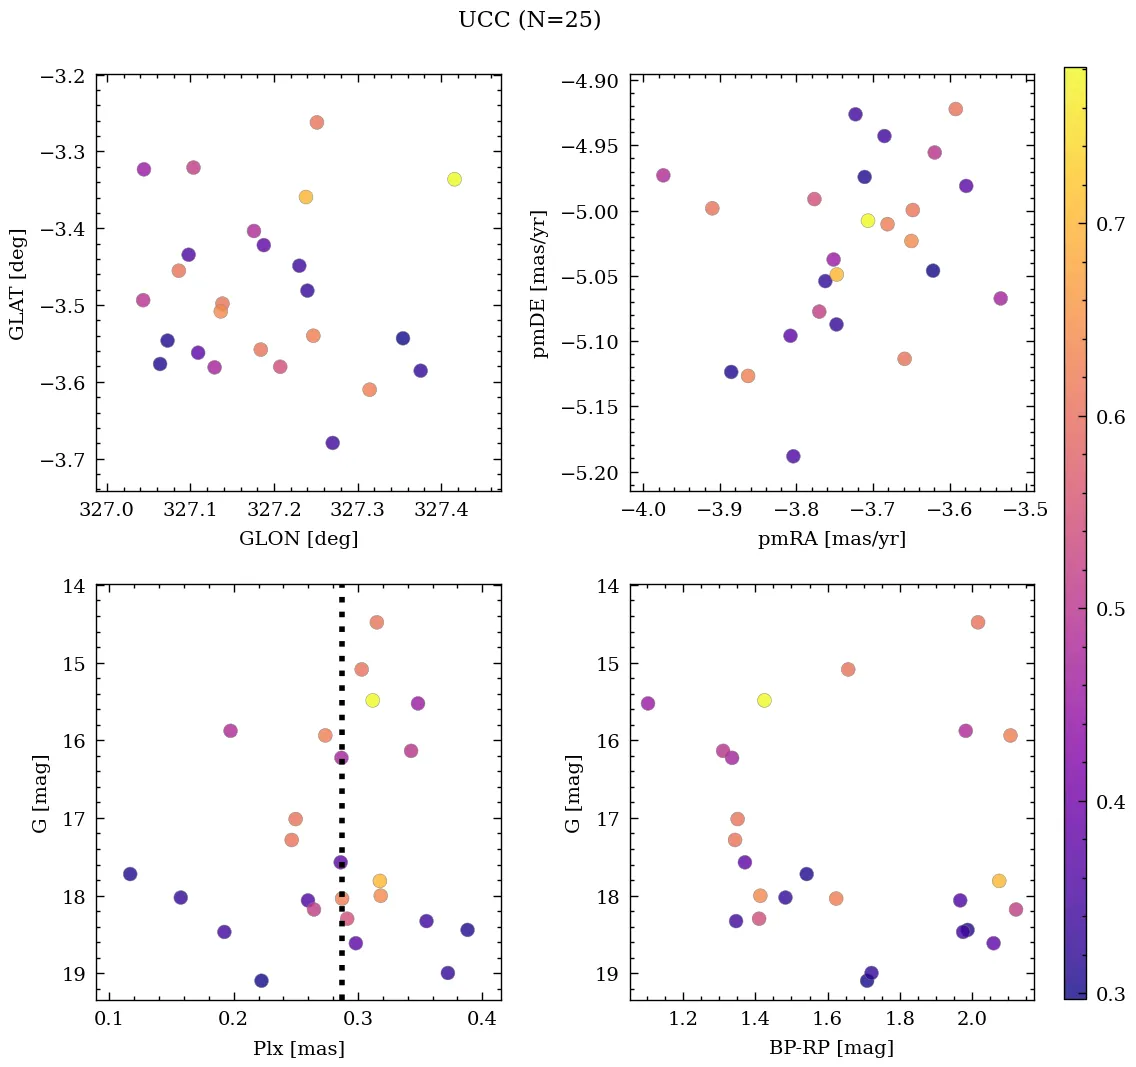 UCC (N=25)
−3.2
−3.3
−3.4
−3.5
−3.6
−3.7
GLAT [deg]
327.0 327.1 327.2 327.3 327.4
GLON [deg]
−4.90
−4.95
−5.00
−5.05
−5.10
−5.15
−5.20
pmDE [mas/yr]
−4.0 −3.9 −3.8 −3.7 −3.6 −3.5
pmRA [mas/yr]
14
15
16
17
18
19
G [mag]
0.1 0.2 0.3 0.4
Plx [mas]
14
15
16
17
18
19
G [mag]
1.2 1.4 1.6 1.8 2.0
BP-RP [mag]
0.7
0.6
0.5
0.4
0.3